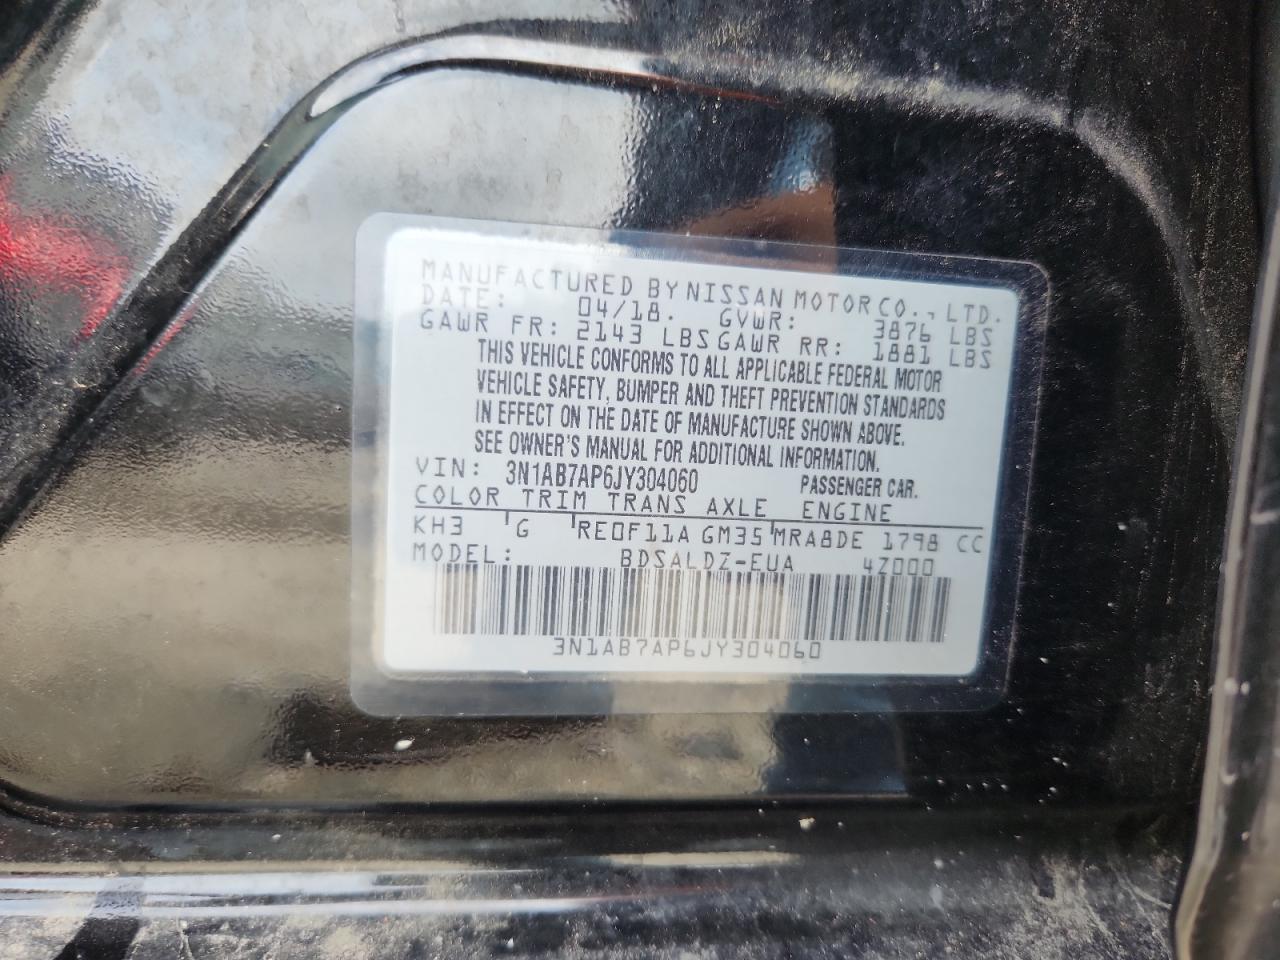 MANUFACTURED BY NISSAN MOTOR CO., LTD.
DATE: 04/18. GVWR: 3876 LBS
GAWR FR: 2143 LBS GAWR RR: 1881 LBS
THIS VEHICLE CONFORMS TO ALL APPLICABLE FEDERAL MOTOR
VEHICLE SAFETY, BUMPER AND THEFT PREVENTION STANDARDS
IN EFFECT ON THE DATE OF MANUFACTURE SHOWN ABOVE.
SEE OWNER'S MANUAL FOR ADDITIONAL INFORMATION.
VIN: 3N1AB7AP6JY304060 PASSENGER CAR.
COLOR TRIM TRANS AXLE ENGINE
KH3 G RE0F11A GM35 MRA8DE 1798 CC
MODEL: BDSALDZ-EUA 4Z000
3N1AB7AP6JY304060